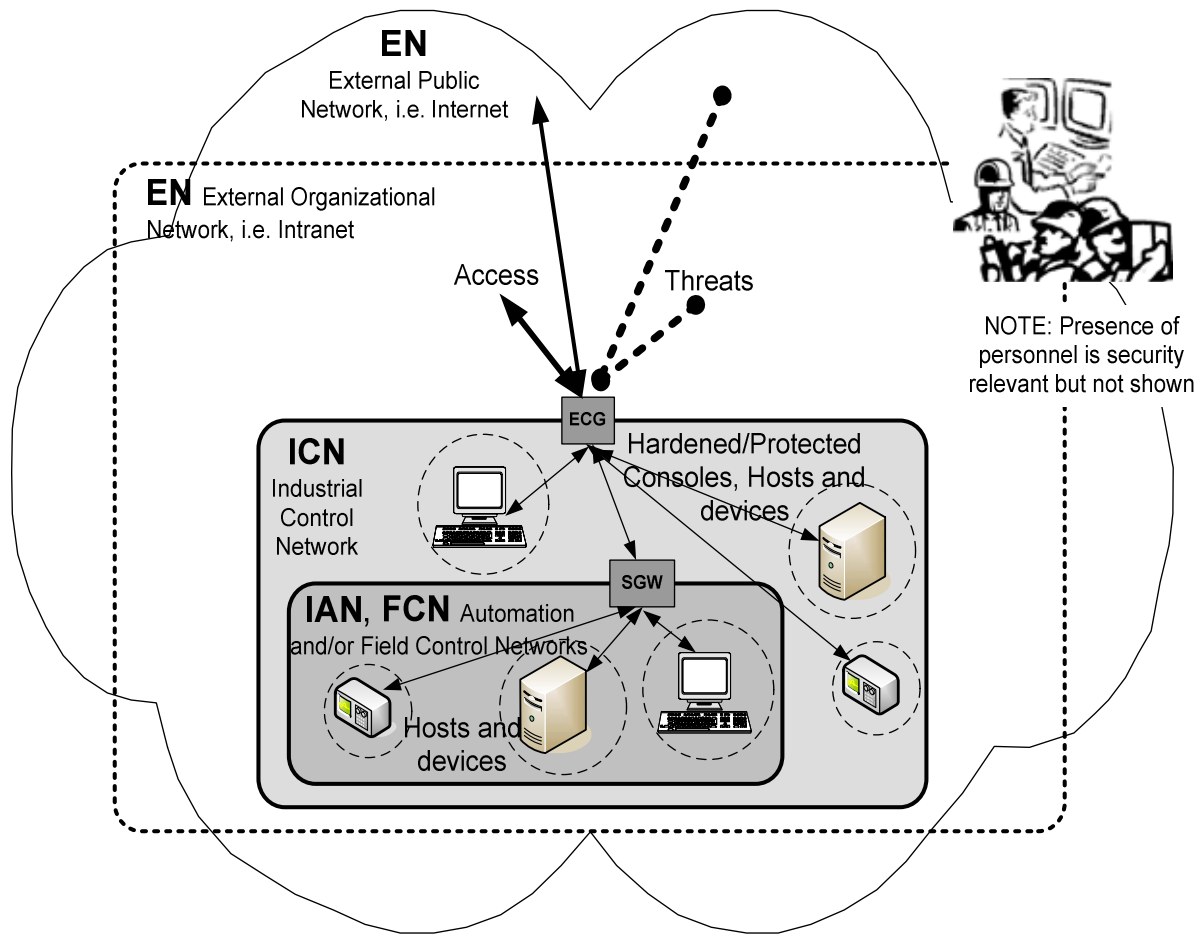 EN
External Public
Network, i.e. Internet
EN External Organizational
Network, i.e. Intranet
Access
Threats
NOTE: Presence of
personnel is security
relevant but not shown
ECG
ICN
Industrial
Control
Network
Hardened/Protected
Consoles, Hosts and
devices
SGW
IAN, FCN Automation
and/or Field Control Networks
Hosts and
devices